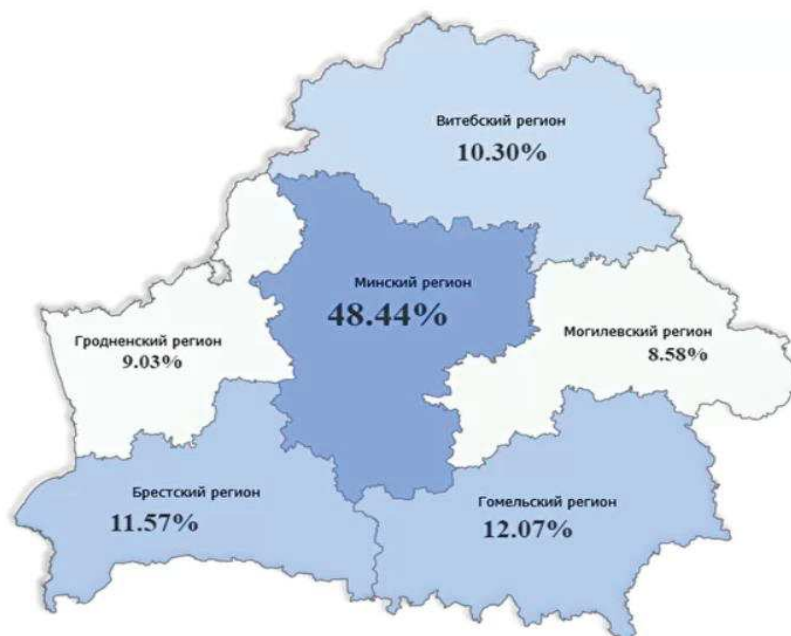 Витебский регион
10.30%
Минский регион
48.44%
Гродненский регион
9.03%
Могилевский регион
8.58%
Брестский регион
11.57%
Гомельский регион
12.07%